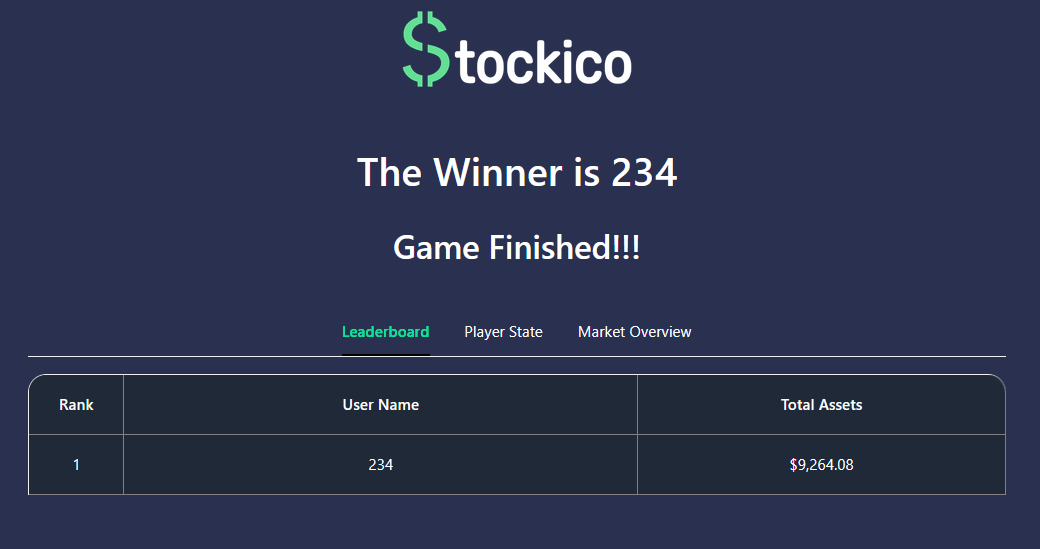 $tockico
The Winner is 234
Game Finished!!!
Leaderboard Player State Market Overview
Rank User Name Total Assets
1 234 $9,264.08